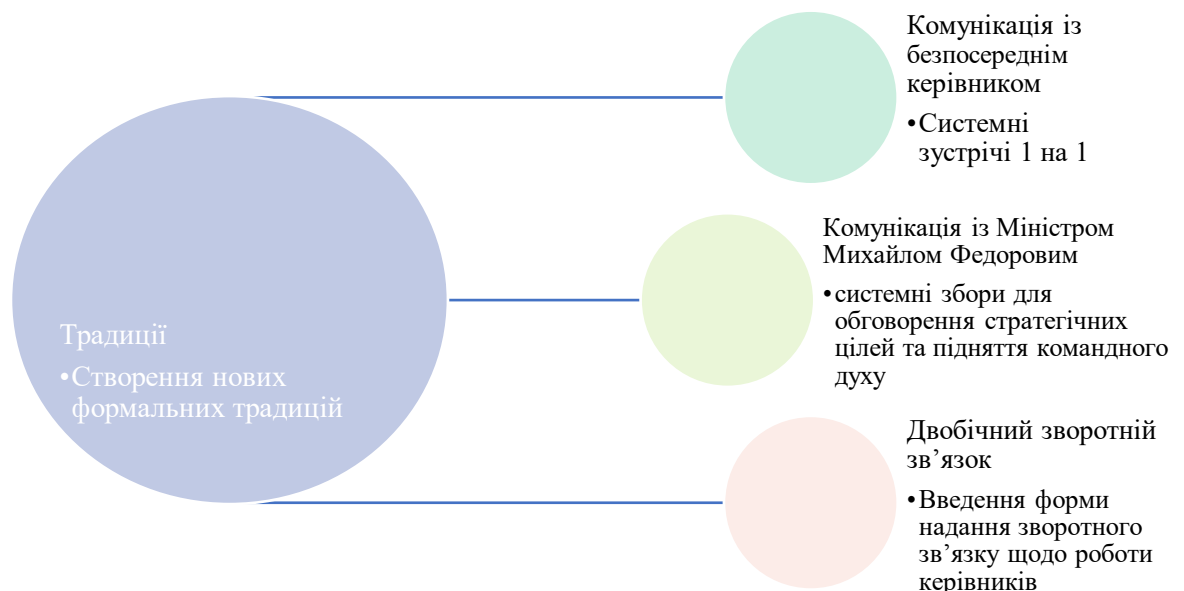 Традиції
•Створення нових
формальних традицій
Комунікація із
безпосереднім
керівником
•Системні
зустрічі 1 на 1
Комунікація із Міністром
Михайлом Федоровим
•системні збори для
обговорення стратегічних
цілей та підняття командного
духу
Двобічний зворотній
зв’язок
•Введення форми
надання зворотного
зв’язку щодо роботи
керівників